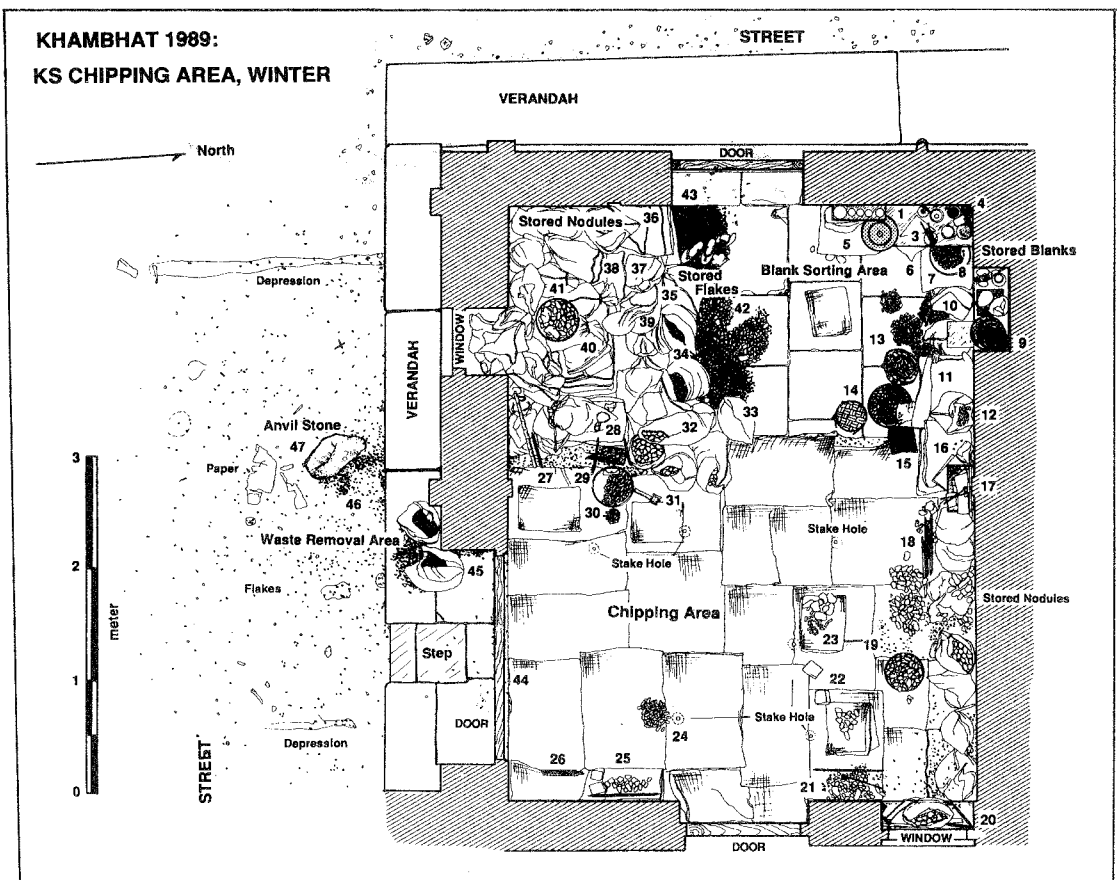 KHAMBHAT 1989:
KS CHIPPING AREA, WINTER
STREET
VERANDAH
North
DOOR
43
4
Stored Nodules
36
1
3
5
Stored Blanks
38
37
Stored
Flakes
Blank Sorting Area
6
7
8
Depression
41
35
42
10
WINDOW
39
13
9
40
34
11
VERANDAH
14
12
33
Anvil Stone
28
32
47
3
Paper
15
16
27
29
31
17
46
30
Waste Removal Area
Stake Hole
18
2
45
Stake Hole
Flakes
Stored Nodules
meter
Chipping Area
23
19
Step
44
22
1
DOOR
Stake Hole
24
Depression
26
25
STREET
21
0
20
WINDOW
DOOR